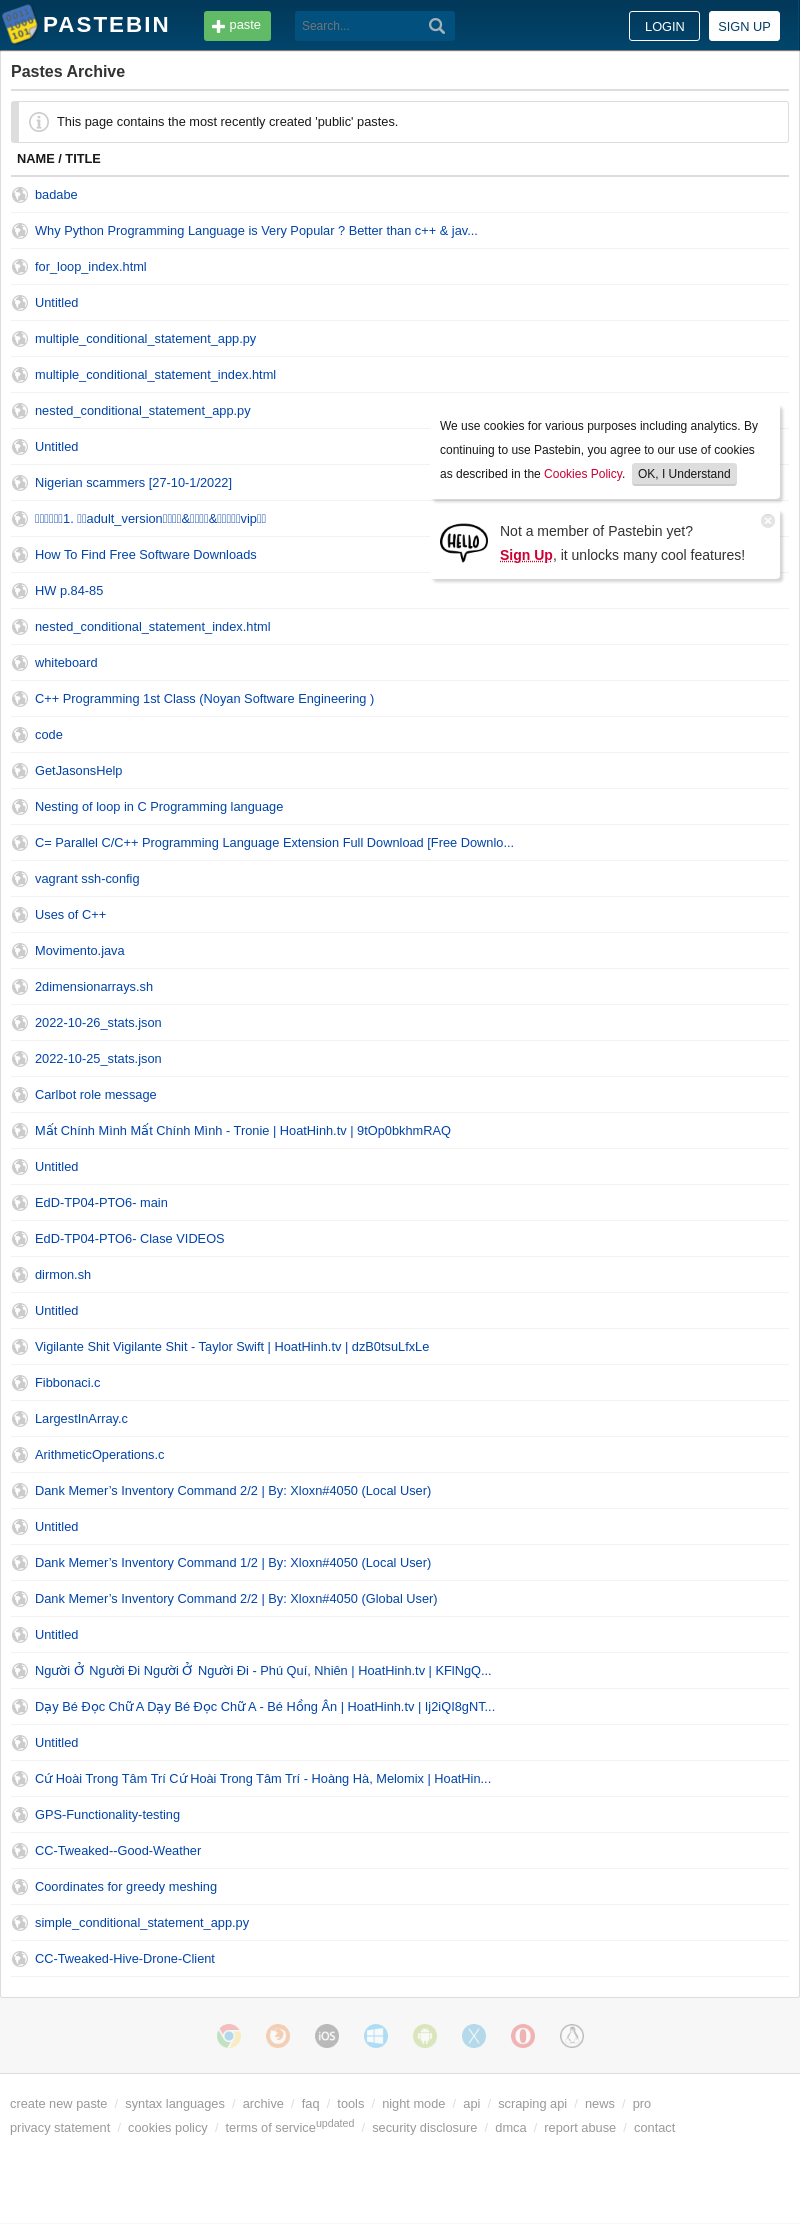 PASTEBIN
paste
Search...
LOGIN
SIGN UP
Pastes Archive
This page contains the most recently created 'public' pastes.
NAME / TITLE
badabe
Why Python Programming Language is Very Popular ? Better than c++ & jav...
for_loop_index.html
Untitled
multiple_conditional_statement_app.py
multiple_conditional_statement_index.html
nested_conditional_statement_app.py
Untitled
Nigerian scammers [27-10-1/2022]
1. adult_version&&vip
How To Find Free Software Downloads
HW p.84-85
nested_conditional_statement_index.html
whiteboard
C++ Programming 1st Class (Noyan Software Engineering )
code
GetJasonsHelp
Nesting of loop in C Programming language
C= Parallel C/C++ Programming Language Extension Full Download [Free Downlo...
vagrant ssh-config
Uses of C++
Movimento.java
2dimensionarrays.sh
2022-10-26_stats.json
2022-10-25_stats.json
Carlbot role message
Mất Chính Mình Mất Chính Mình - Tronie | HoatHinh.tv | 9tOp0bkhmRAQ
Untitled
EdD-TP04-PTO6- main
EdD-TP04-PTO6- Clase VIDEOS
dirmon.sh
Untitled
Vigilante Shit Vigilante Shit - Taylor Swift | HoatHinh.tv | dzB0tsuLfxLe
Fibbonaci.c
LargestInArray.c
ArithmeticOperations.c
Dank Memer’s Inventory Command 2/2 | By: Xloxn#4050 (Local User)
Untitled
Dank Memer’s Inventory Command 1/2 | By: Xloxn#4050 (Local User)
Dank Memer’s Inventory Command 2/2 | By: Xloxn#4050 (Global User)
Untitled
Người Ở Người Đi Người Ở Người Đi - Phú Quí, Nhiên | HoatHinh.tv | KFlNgQ...
Dạy Bé Đọc Chữ A Dạy Bé Đọc Chữ A - Bé Hồng Ân | HoatHinh.tv | Ij2iQI8gNT...
Untitled
Cứ Hoài Trong Tâm Trí Cứ Hoài Trong Tâm Trí - Hoàng Hà, Melomix | HoatHin...
GPS-Functionality-testing
CC-Tweaked--Good-Weather
Coordinates for greedy meshing
simple_conditional_statement_app.py
CC-Tweaked-Hive-Drone-Client
We use cookies for various purposes including analytics. By
continuing to use Pastebin, you agree to our use of cookies
as described in the Cookies Policy. OK, I Understand
HELLO
Not a member of Pastebin yet?
Sign Up, it unlocks many cool features!
iOS
create new paste / syntax languages / archive / faq / tools / night mode / api / scraping api / news / pro
privacy statement / cookies policy / terms of service updated / security disclosure / dmca / report abuse / contact